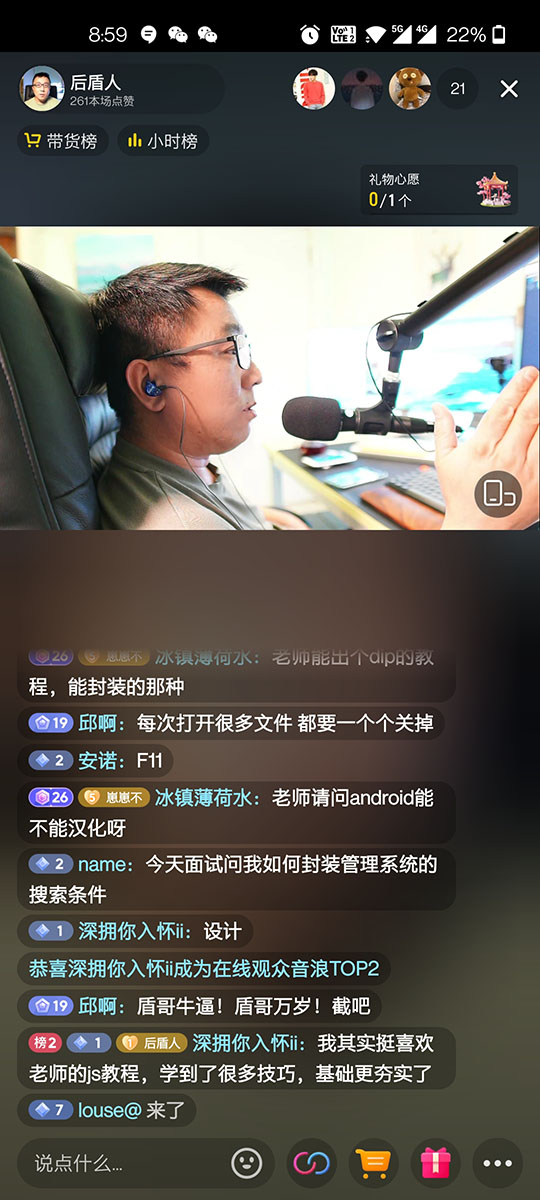 8:59
Vo 1
LTE 2
5G
4G
22%
后盾人
261本场点赞
21
带货榜
小时榜
礼物心愿
0/1个
26 崽崽不 冰镇薄荷水：老师能出个dip的教
程，能封装的那种
19 邱啊：每次打开很多文件 都要一个个关掉
2 安诺：F11
26 5 崽崽不 冰镇薄荷水：老师请问android能
不能汉化呀
2 name：今天面试问我如何封装管理系统的
搜索条件
1 深拥你入怀ii：设计
恭喜深拥你入怀ii成为在线观众音浪TOP2
19 邱啊：盾哥牛逼！盾哥万岁！截吧
榜2 1 1 后盾人 深拥你入怀ii：我其实挺喜欢
老师的js教程，学到了很多技巧，基础更夯实了
7 louse@ 来了
说点什么...